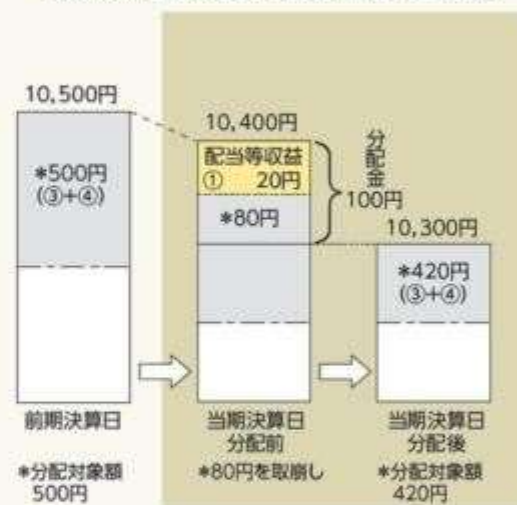 10,500円
*500円
(③+④)
前期決算日
*分配対象額
500円
10,400円
配当等収益
① 20円
*80円
分配金
100円
当期決算日
分配前
*80円を取崩し
10,300円
*420円
(③+④)
当期決算日
分配後
*分配対象額
420円